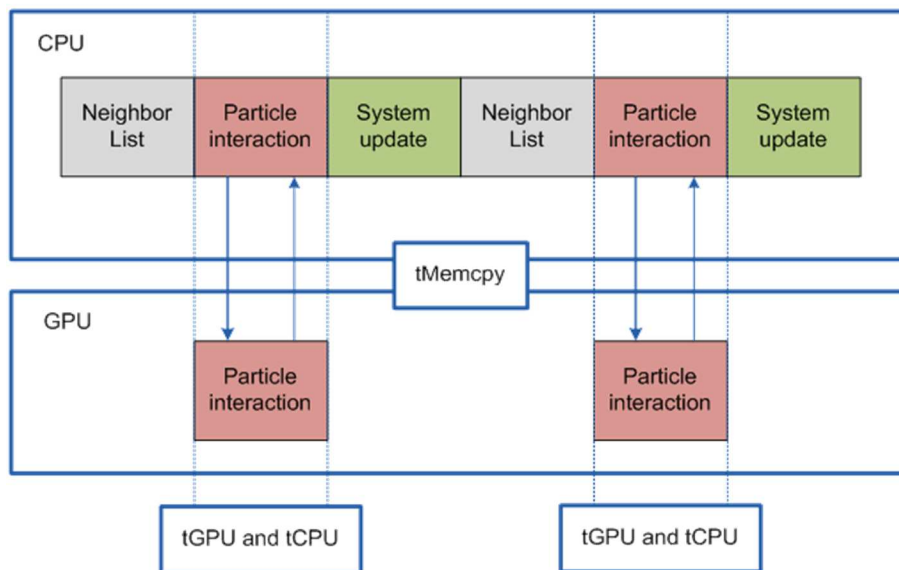 CPU
Neighbor
List
Particle
interaction
System
update
Neighbor
List
Particle
interaction
System
update
tMemcpy
GPU
Particle
interaction
Particle
interaction
tGPU and tCPU
tGPU and tCPU